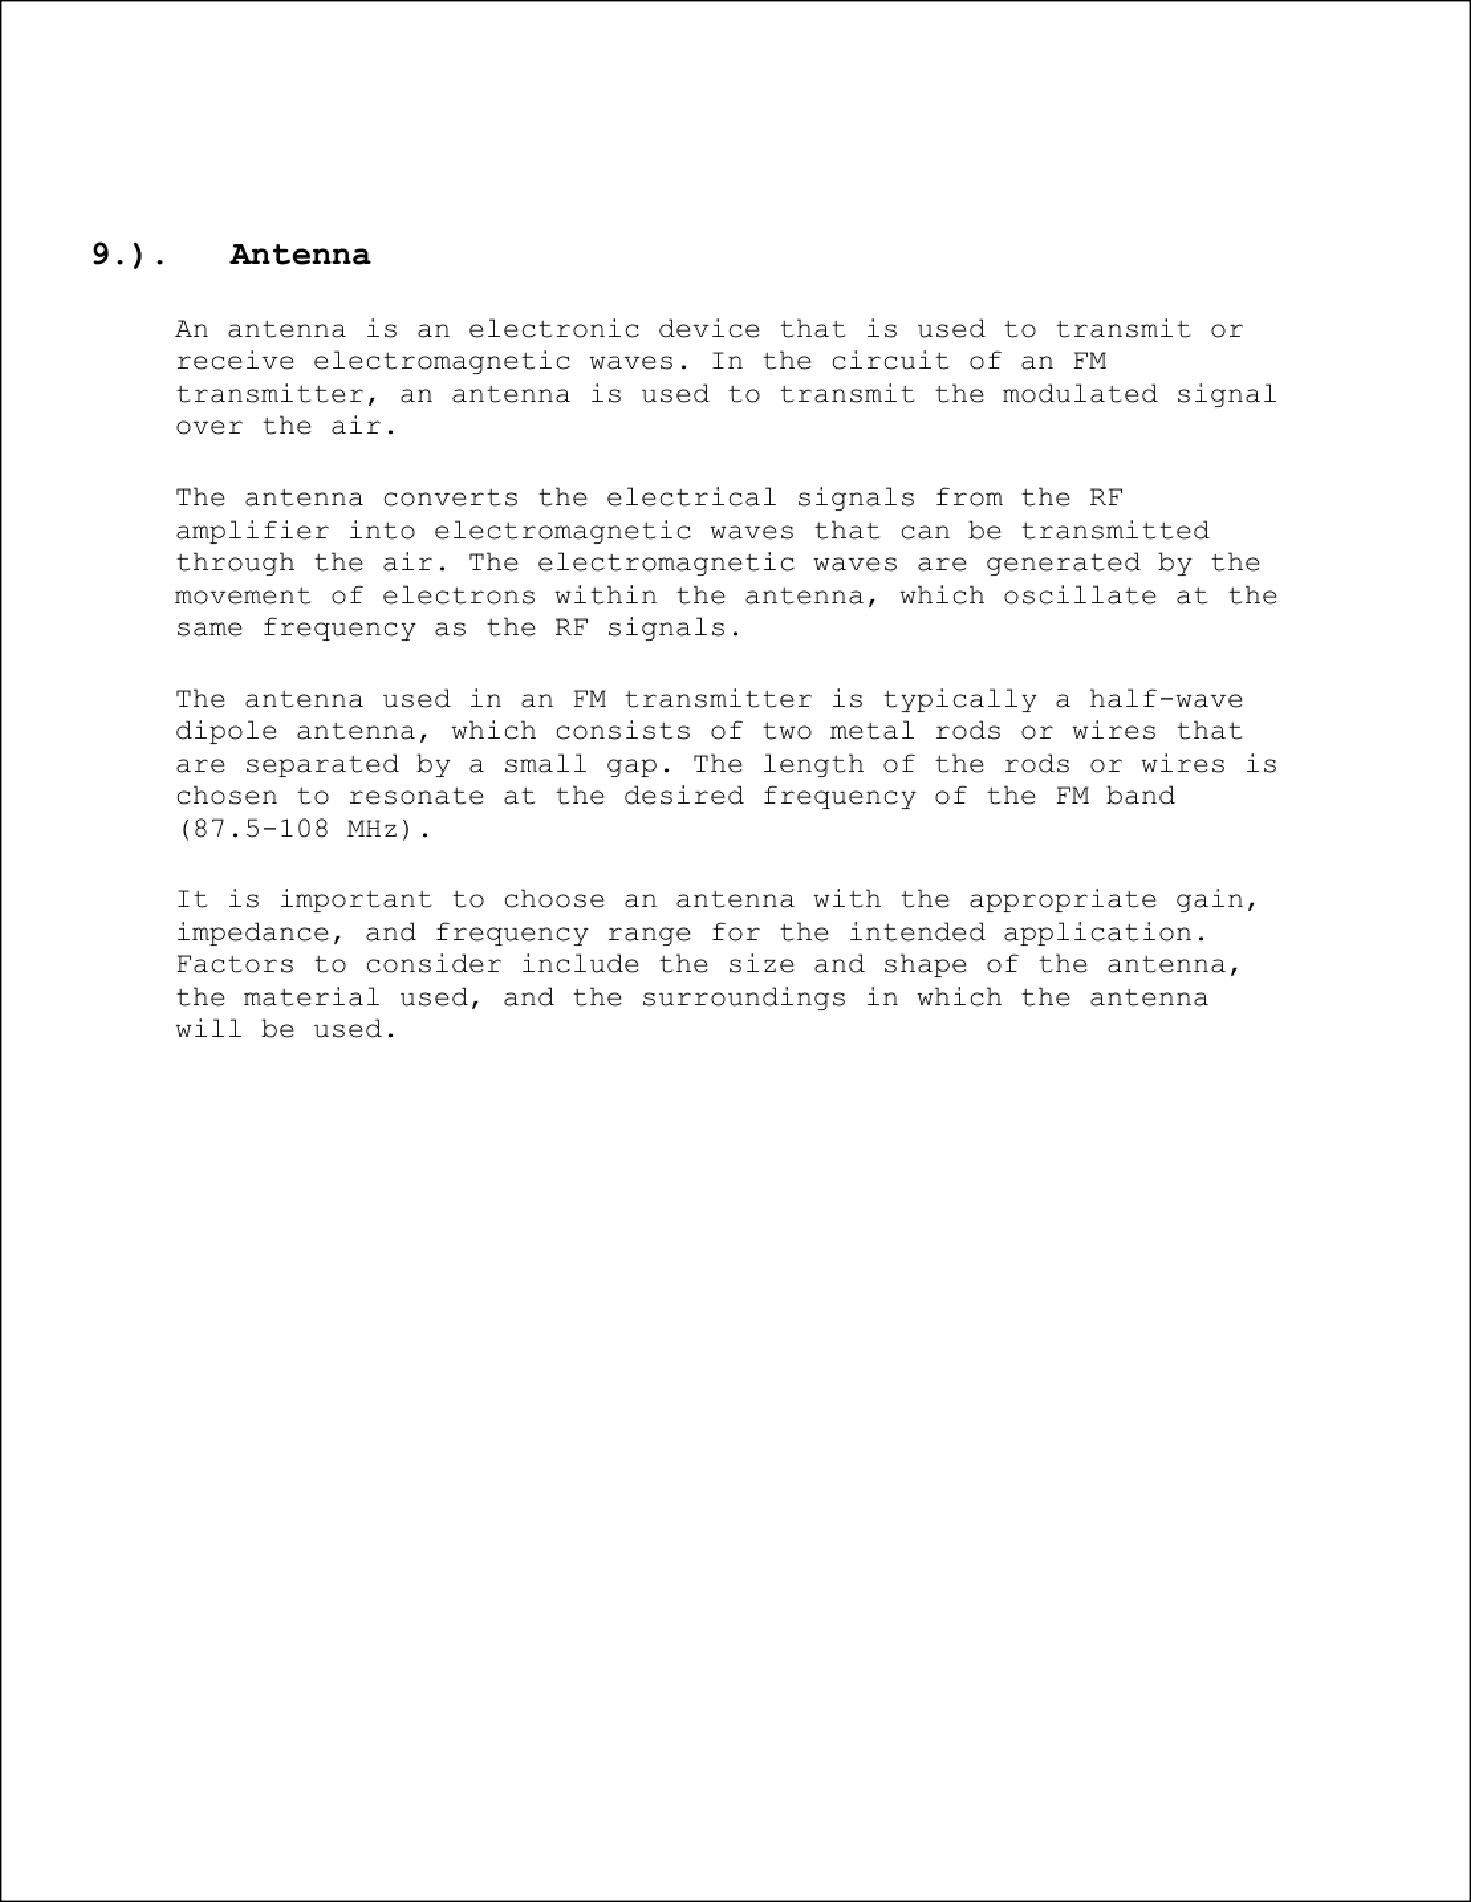 9.). Antenna
An antenna is an electronic device that is used to transmit or
receive electromagnetic waves. In the circuit of an FM
transmitter, an antenna is used to transmit the modulated signal
over the air.
The antenna converts the electrical signals from the RF
amplifier into electromagnetic waves that can be transmitted
through the air. The electromagnetic waves are generated by the
movement of electrons within the antenna, which oscillate at the
same frequency as the RF signals.
The antenna used in an FM transmitter is typically a half-wave
dipole antenna, which consists of two metal rods or wires that
are separated by a small gap. The length of the rods or wires is
chosen to resonate at the desired frequency of the FM band
(87.5-108 MHz).
It is important to choose an antenna with the appropriate gain,
impedance, and frequency range for the intended application.
Factors to consider include the size and shape of the antenna,
the material used, and the surroundings in which the antenna
will be used.